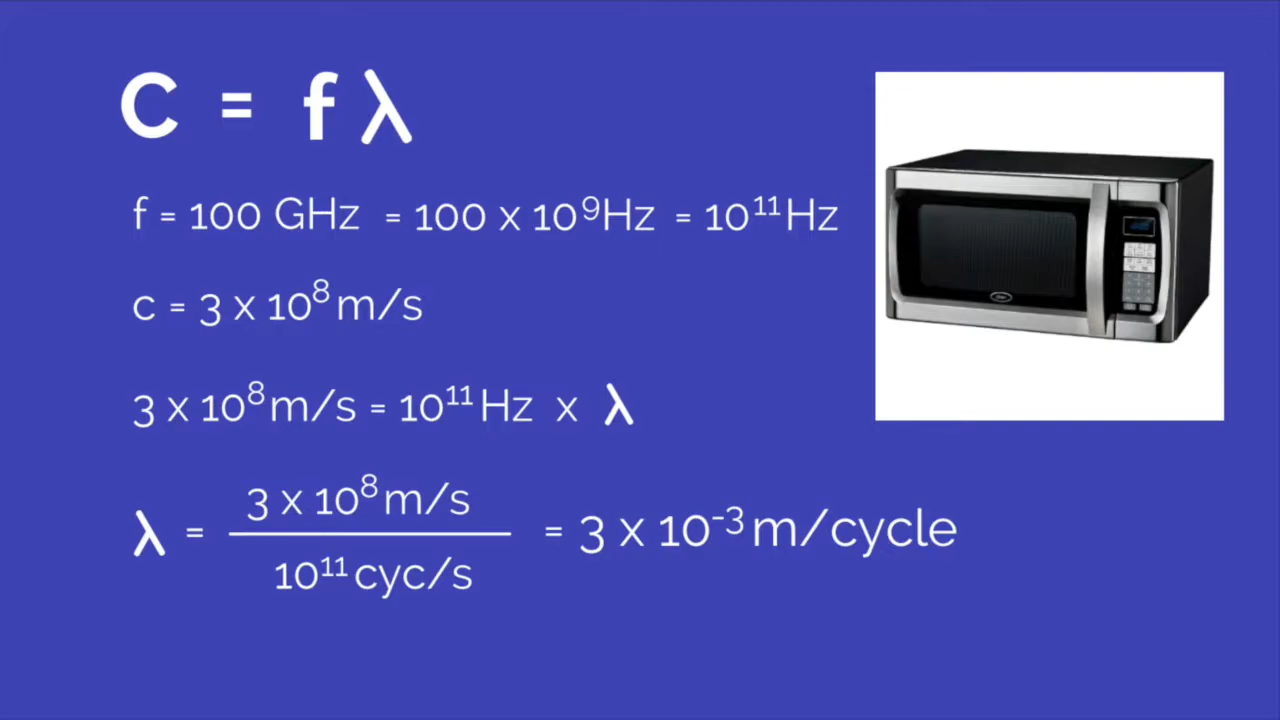 C = f λ
f = 100 GHz = 100 x 10⁹Hz = 10¹¹Hz
c = 3 x 10⁸m/s
3 x 10⁸m/s = 10¹¹Hz x λ
λ = 3 x 10⁸m/s / 10¹¹cyc/s = 3 x 10⁻³m/cycle